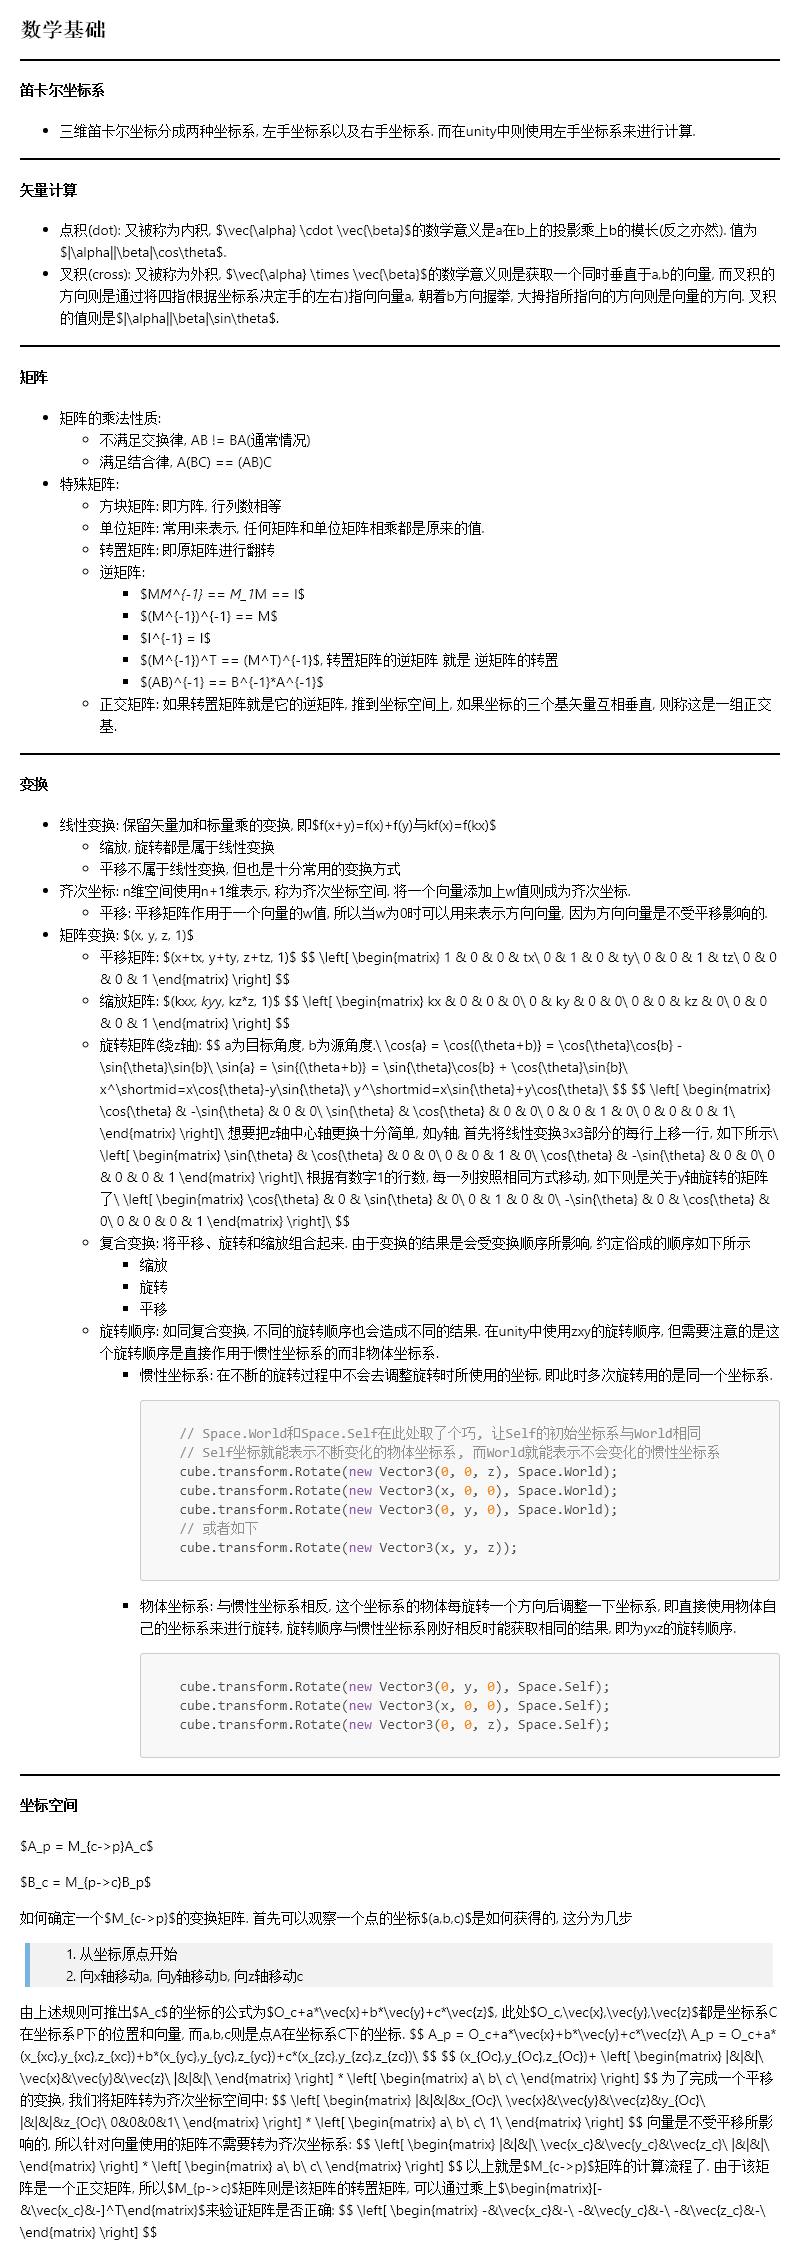 数学基础
笛卡尔坐标系
三维笛卡尔坐标分成两种坐标系, 左手坐标系以及右手坐标系. 而在unity中则使用左手坐标系来进行计算.
矢量计算
点积(dot): 又被称为内积, $\vec{\alpha} \cdot \vec{\beta}$的数学意义是a在b上的投影乘上b的模长(反之亦然). 值为
$|\alpha||\beta|\cos\theta$.
叉积(cross): 又被称为外积, $\vec{\alpha} \times \vec{\beta}$的数学意义则是获取一个同时垂直于a,b的向量, 而叉积的
方向则是通过将四指(根据坐标系决定手的左右)指向向量a, 朝着b方向握拳, 大拇指所指向的方向则是向量的方向. 叉积
的值则是$|\alpha||\beta|\sin\theta$.
矩阵
矩阵的乘法性质:
不满足交换律, AB != BA(通常情况)
满足结合律, A(BC) == (AB)C
特殊矩阵:
方块矩阵: 即方阵, 行列数相等
单位矩阵: 常用I来表示, 任何矩阵和单位矩阵相乘都是原来的值.
转置矩阵: 即原矩阵进行翻转
逆矩阵:
$MM^{-1} == M_1M == I$
$(M^{-1})^{-1} == M$
$I^{-1} = I$
$(M^{-1})^T == (M^T)^{-1}$, 转置矩阵的逆矩阵 就是 逆矩阵的转置
$(AB)^{-1} == B^{-1}*A^{-1}$
正交矩阵: 如果转置矩阵就是它的逆矩阵, 推到坐标空间上, 如果坐标的三个基矢量互相垂直, 则称这是一组正交
基.
变换
线性变换: 保留矢量加和标量乘的变换, 即$f(x+y)=f(x)+f(y)与kf(x)=f(kx)$
缩放, 旋转都是属于线性变换
平移不属于线性变换, 但也是十分常用的变换方式
齐次坐标: n维空间使用n+1维表示, 称为齐次坐标空间. 将一个向量添加上w值则成为齐次坐标.
平移: 平移矩阵作用于一个向量的w值, 所以当w为0时可以用来表示方向向量, 因为方向向量是不受平移影响的.
矩阵变换: $(x, y, z, 1)$
平移矩阵: $(x+tx, y+ty, z+tz, 1)$ $$ \left[ \begin{matrix} 1 & 0 & 0 & tx\ 0 & 1 & 0 & ty\ 0 & 0 & 1 & tz\ 0 & 0
& 0 & 1 \end{matrix} \right] $$
缩放矩阵: $(kxx, kyy, kz*z, 1)$ $$ \left[ \begin{matrix} kx & 0 & 0 & 0\ 0 & ky & 0 & 0\ 0 & 0 & kz & 0\ 0 & 0
& 0 & 1 \end{matrix} \right] $$
旋转矩阵(绕z轴): $$ a为目标角度, b为源角度.\ \cos{a} = \cos{(\theta+b)} = \cos{\theta}\cos{b} -
\sin{\theta}\sin{b}\ \sin{a} = \sin{(\theta+b)} = \sin{\theta}\cos{b} + \cos{\theta}\sin{b}\
x^\shortmid=x\cos{\theta}-y\sin{\theta}\ y^\shortmid=x\sin{\theta}+y\cos{\theta}\ $$ $$ \left[ \begin{matrix}
\cos{\theta} & -\sin{\theta} & 0 & 0\ \sin{\theta} & \cos{\theta} & 0 & 0\ 0 & 0 & 1 & 0\ 0 & 0 & 0 & 1\
\end{matrix} \right]\ 想要把z轴中心轴更换十分简单, 如y轴, 首先将线性变换3x3部分的每行上移一行, 如下所示\
\left[ \begin{matrix} \sin{\theta} & \cos{\theta} & 0 & 0\ 0 & 0 & 1 & 0\ \cos{\theta} & -\sin{\theta} & 0 & 0\ 0
& 0 & 0 & 1 \end{matrix} \right]\ 根据有数字1的行数, 每一列按照相同方式移动, 如下则是关于y轴旋转的矩阵
了\ \left[ \begin{matrix} \cos{\theta} & 0 & \sin{\theta} & 0\ 0 & 1 & 0 & 0\ -\sin{\theta} & 0 & \cos{\theta} &
0\ 0 & 0 & 0 & 1 \end{matrix} \right]\ $$
复合变换: 将平移、旋转和缩放组合起来. 由于变换的结果是会受变换顺序所影响, 约定俗成的顺序如下所示
缩放
旋转
平移
旋转顺序: 如同复合变换, 不同的旋转顺序也会造成不同的结果. 在unity中使用zxy的旋转顺序, 但需要注意的是这
个旋转顺序是直接作用于惯性坐标系的而非物体坐标系.
惯性坐标系: 在不断的旋转过程中不会去调整旋转时所使用的坐标, 即此时多次旋转用的是同一个坐标系.
// Space.World和Space.Self在此处取了个巧, 让Self的初始坐标系与World相同
// Self坐标就能表示不断变化的物体坐标系, 而World就能表示不会变化的惯性坐标系
cube.transform.Rotate(new Vector3(0, 0, z), Space.World);
cube.transform.Rotate(new Vector3(x, 0, 0), Space.World);
cube.transform.Rotate(new Vector3(0, y, 0), Space.World);
// 或者如下
cube.transform.Rotate(new Vector3(x, y, z));
物体坐标系: 与惯性坐标系相反, 这个坐标系的物体每旋转一个方向后调整一下坐标系, 即直接使用物体自
己的坐标系来进行旋转, 旋转顺序与惯性坐标系刚好相反时能获取相同的结果, 即为yxz的旋转顺序.
cube.transform.Rotate(new Vector3(0, y, 0), Space.Self);
cube.transform.Rotate(new Vector3(x, 0, 0), Space.Self);
cube.transform.Rotate(new Vector3(0, 0, z), Space.Self);
坐标空间
$A_p = M_{c->p}A_c$
$B_c = M_{p->c}B_p$
如何确定一个$M_{c->p}$的变换矩阵. 首先可以观察一个点的坐标$(a,b,c)$是如何获得的, 这分为几步
1. 从坐标原点开始
2. 向x轴移动a, 向y轴移动b, 向z轴移动c
由上述规则可推出$A_c$的坐标的公式为$O_c+a*\vec{x}+b*\vec{y}+c*\vec{z}$, 此处$O_c,\vec{x},\vec{y},\vec{z}$都是坐标系C
在坐标系P下的位置和向量, 而a,b,c则是点A在坐标系C下的坐标. $$ A_p = O_c+a*\vec{x}+b*\vec{y}+c*\vec{z}\ A_p = O_c+a*
(x_{xc},y_{xc},z_{xc})+b*(x_{yc},y_{yc},z_{yc})+c*(x_{zc},y_{zc},z_{zc})\ $$ $$ (x_{Oc},y_{Oc},z_{Oc})+ \left[ \begin{matrix} |&|&|\
\vec{x}&\vec{y}&\vec{z}\ |&|&|\ \end{matrix} \right] * \left[ \begin{matrix} a\ b\ c\ \end{matrix} \right] $$ 为了完成一个平移
的变换, 我们将矩阵转为齐次坐标空间中: $$ \left[ \begin{matrix} |&|&|&x_{Oc}\ \vec{x}&\vec{y}&\vec{z}&y_{Oc}\
|&|&|&z_{Oc}\ 0&0&0&1\ \end{matrix} \right] * \left[ \begin{matrix} a\ b\ c\ 1\ \end{matrix} \right] $$ 向量是不受平移所影
响的, 所以针对向量使用的矩阵不需要转为齐次坐标系: $$ \left[ \begin{matrix} |&|&|\ \vec{x_c}&\vec{y_c}&\vec{z_c}\ |&|&|\
\end{matrix} \right] * \left[ \begin{matrix} a\ b\ c\ \end{matrix} \right] $$ 以上就是$M_{c->p}$矩阵的计算流程了. 由于该矩
阵是一个正交矩阵, 所以$M_{p->c}$矩阵则是该矩阵的转置矩阵, 可以通过乘上$\begin{matrix}[-
&\vec{x_c}&-]^T\end{matrix}$来验证矩阵是否正确: $$ \left[ \begin{matrix} -&\vec{x_c}&-\ -&\vec{y_c}&-\ -&\vec{z_c}&-\
\end{matrix} \right] $$